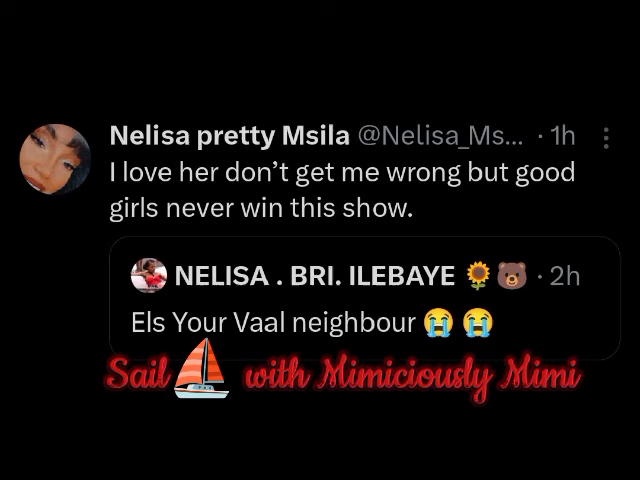 Nelisa pretty Msila @Nelisa_Ms... · 1h
I love her don't get me wrong but good
girls never win this show.
NELISA . BRI. ILEBAYE 🌻🐻 · 2h
Els Your Vaal neighbour 😭 😭
Sail⛵ with Mimiciously Mimi